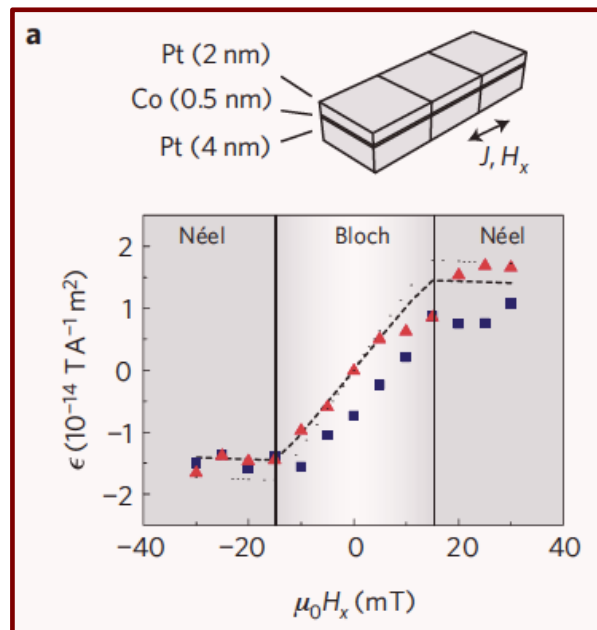 a
Pt (2 nm)
Co (0.5 nm)
Pt (4 nm)
J, Hx
Néel Bloch Néel
2
1
0
−1
−2
ϵ (10⁻¹⁴ T A⁻¹ m²)
−40 −20 0 20 40
μ₀Hx (mT)